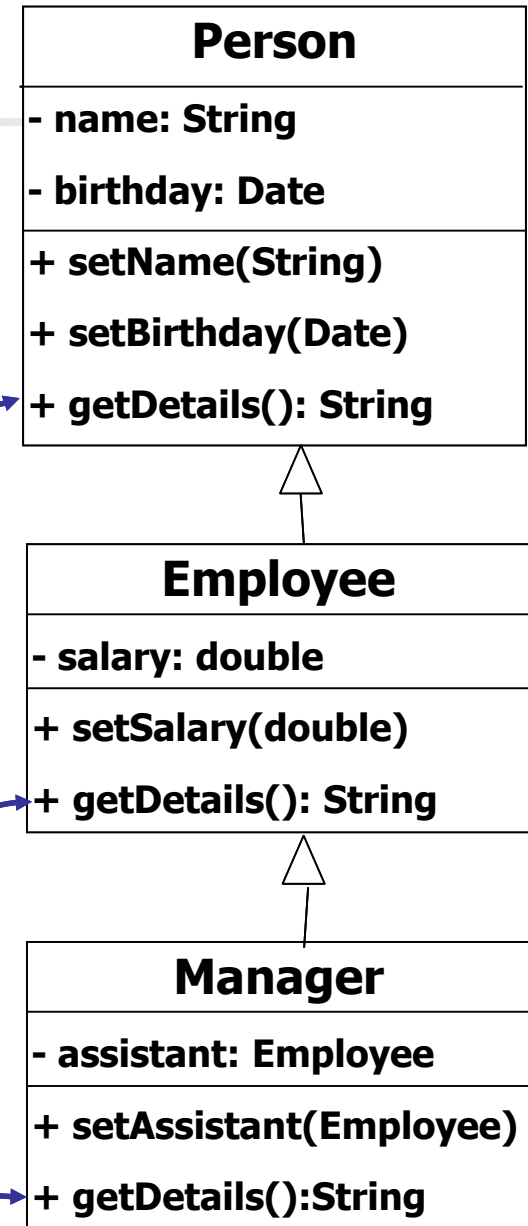 Person
- name: String
- birthday: Date
+ setName(String)
+ setBirthday(Date)
+ getDetails(): String
Employee
- salary: double
+ setSalary(double)
+ getDetails(): String
Manager
- assistant: Employee
+ setAssistant(Employee)
+ getDetails():String